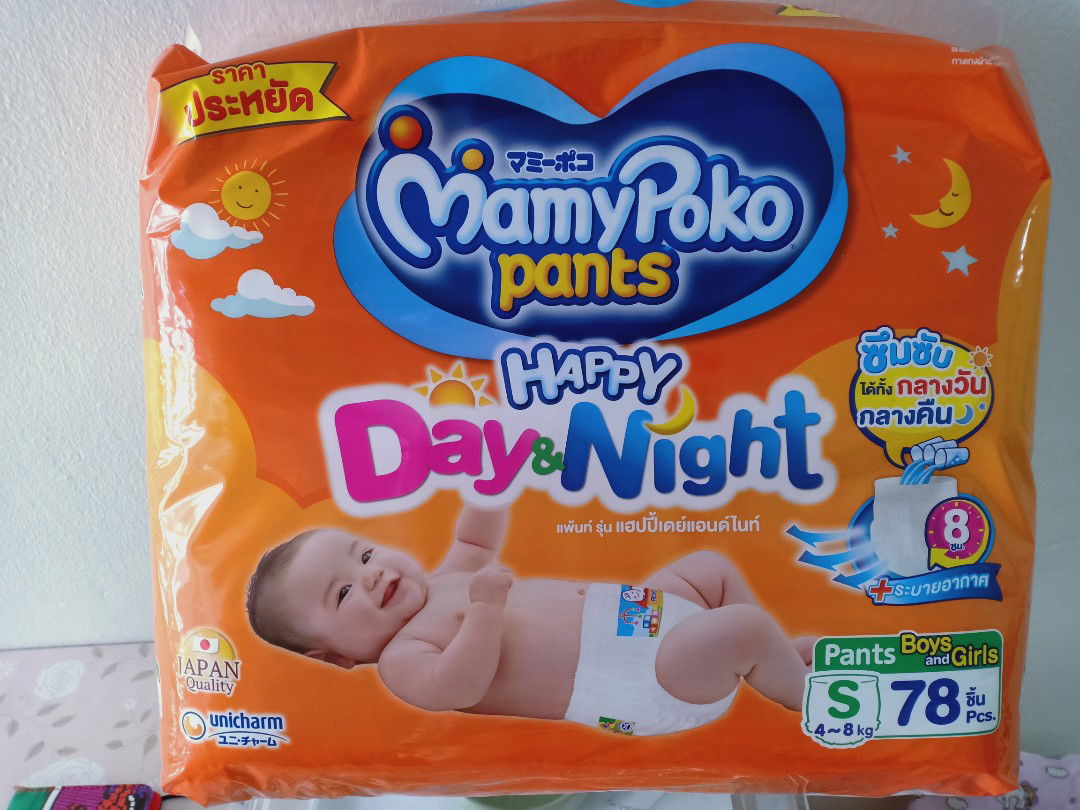 ราคา
ประหยัด
マミーポコ
MamyPoko
pants
HAPPY
Day & Night
แพ้นท์ รุ่น แฮปปี้เดย์แอนด์ไนท์
ซึมซับ
ได้ทั้ง กลางวัน
กลางคืน
8
ชม.
+ระบายอากาศ
JAPAN
Quality
unicharm
ユニ・チャーム
Pants Boys and Girls
S
4~8 kg
78 ชิ้น
Pcs.